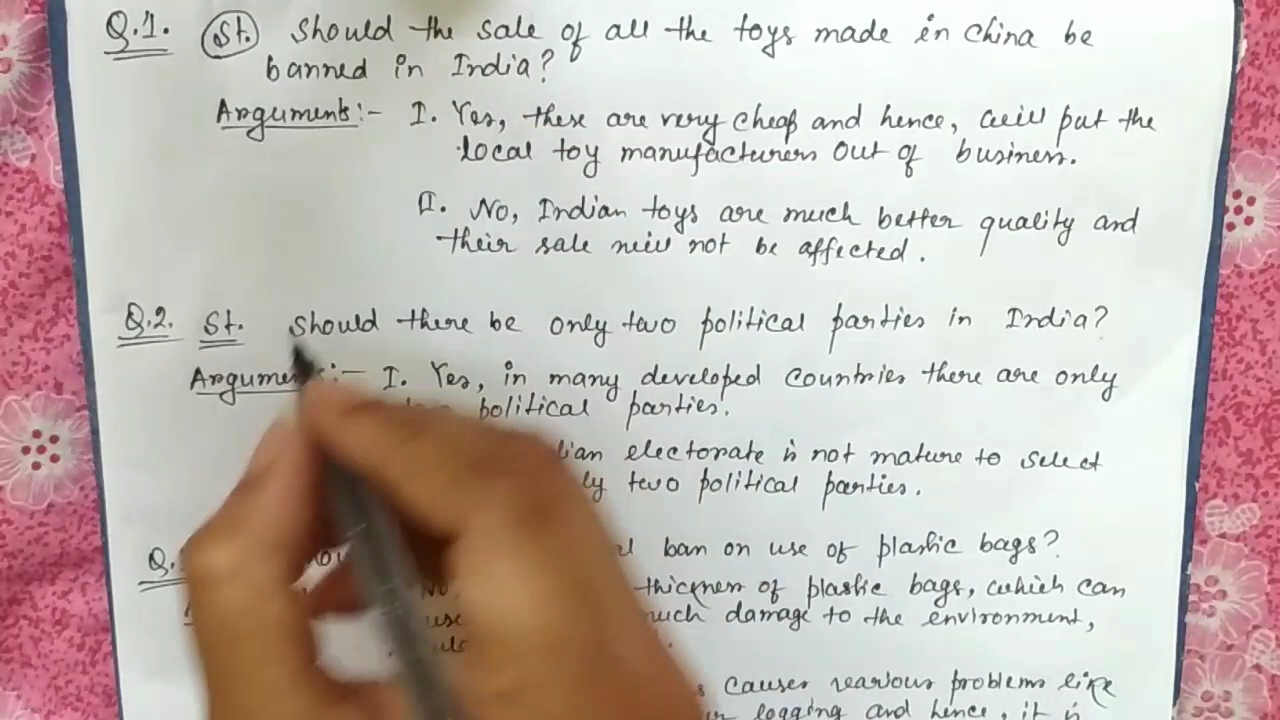 Q.1. St. Should the sale of all the toys made in China be
banned in India?
Arguments:- I. Yes, these are very cheap and hence, will put the
local toy manufacturers out of business.
II. No, Indian toys are much better quality and
their sale will not be affected.
Q.2. St. Should there be only two political parties in India?
Arguments:- I. Yes, in many developed countries there are only
political parties.
electorate is not mature to select
two political parties.
ban on use of plastic bags?
No, thickness of plastic bags, which can
use much damage to the environment,
causes various problems like
logging and hence, it is